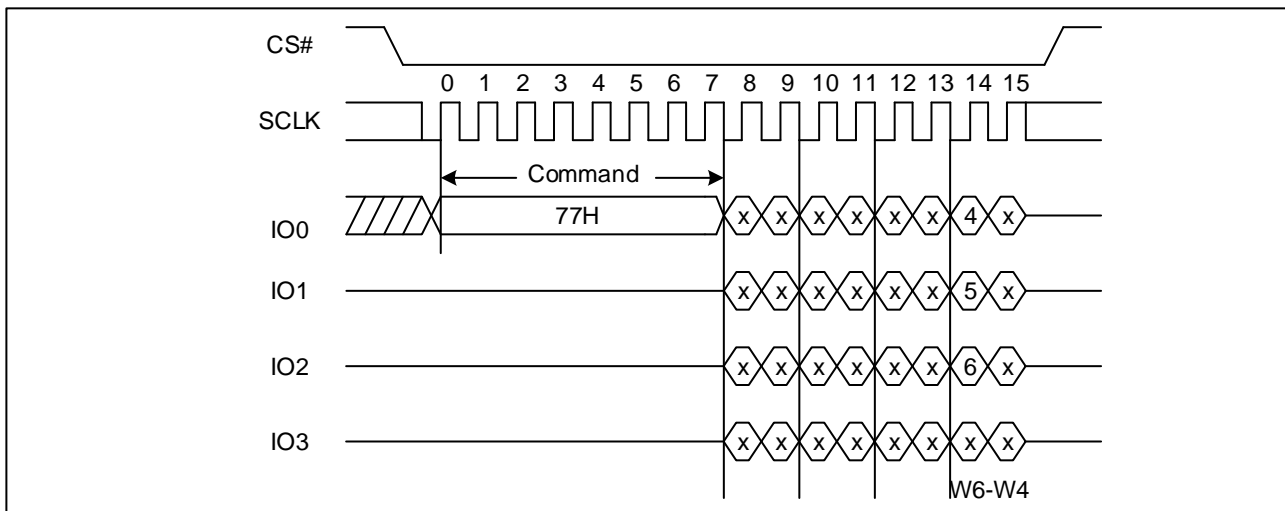 CS#
0 1 2 3 4 5 6 7 8 9 10 11 12 13 14 15
SCLK
Command
IO0 77H x x x x x x 4 x
IO1 x x x x x x 5 x
IO2 x x x x x x 6 x
IO3 x x x x x x x x
W6-W4